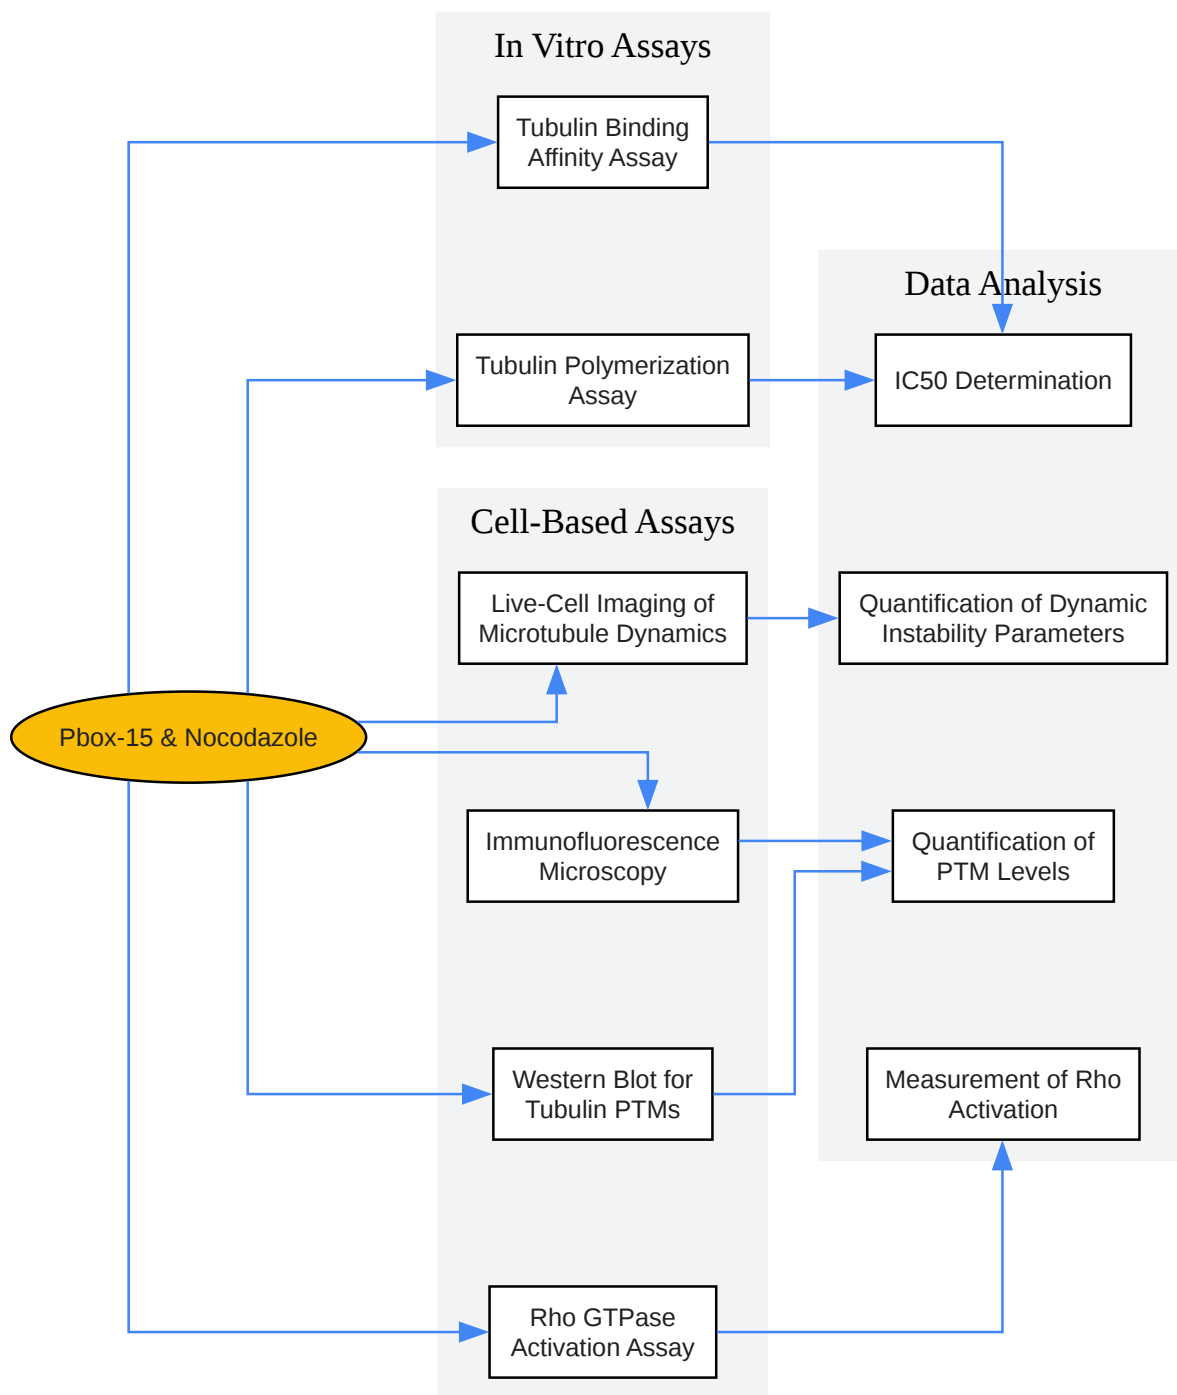 In Vitro Assays
Tubulin Binding
Affinity Assay
Data Analysis
Tubulin Polymerization
Assay
IC50 Determination
Cell-Based Assays
Live-Cell Imaging of
Microtubule Dynamics
Quantification of Dynamic
Instability Parameters
Pbox-15 & Nocodazole
Immunofluorescence
Microscopy
Quantification of
PTM Levels
Western Blot for
Tubulin PTMs
Measurement of Rho
Activation
Rho GTPase
Activation Assay